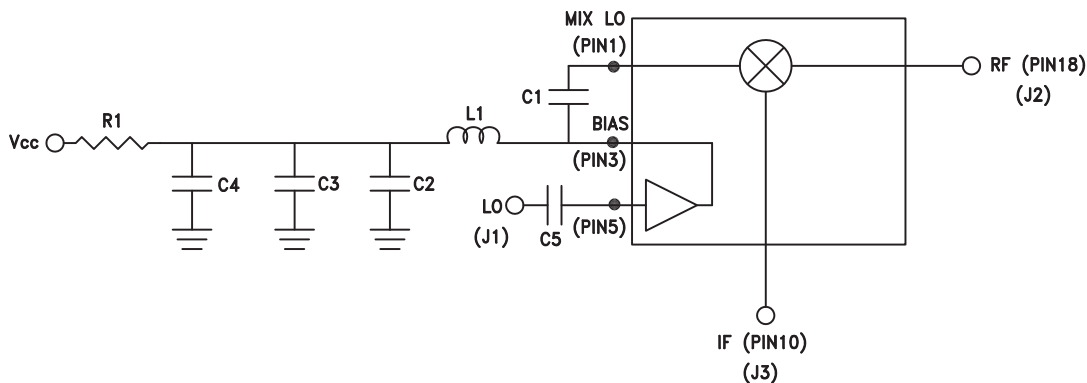 MIX LO
(PIN1)
RF (PIN18)
(J2)
C1
L1
R1
BIAS
Vcc
(PIN3)
C4
C3
C2
LO
(PIN5)
(J1)
C5
IF (PIN10)
(J3)